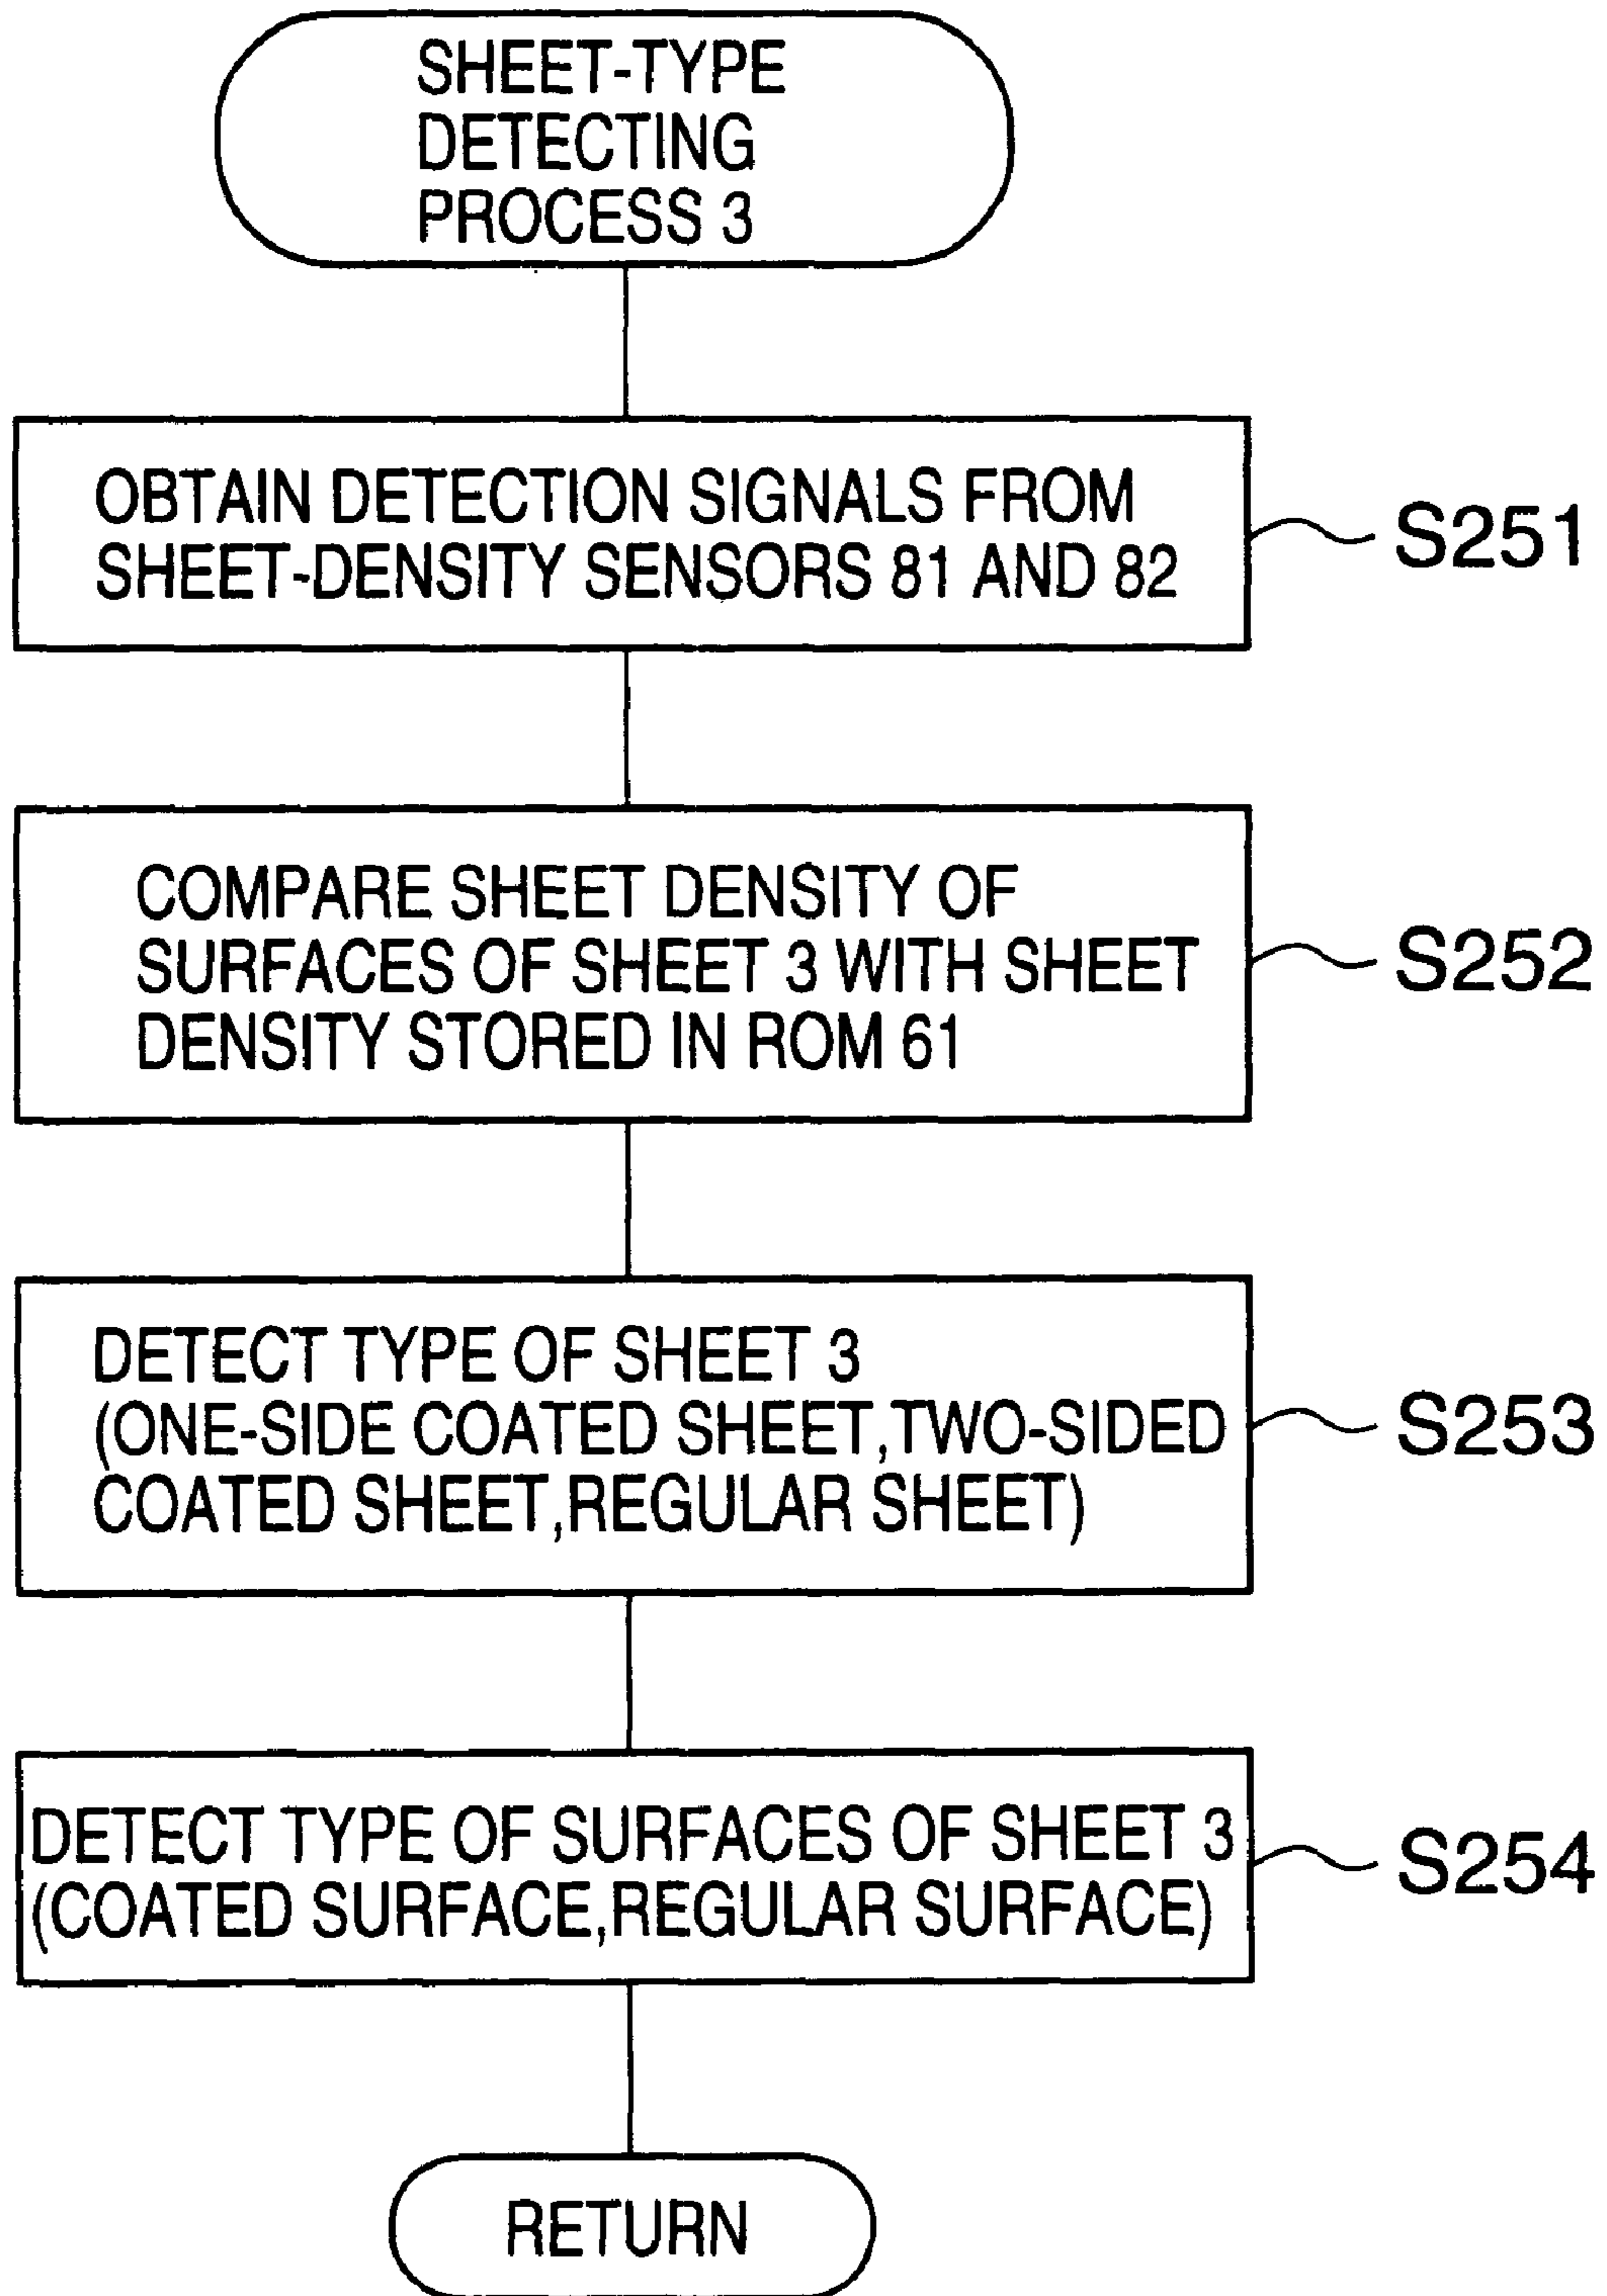 SHEET-TYPE
DETECTING
PROCESS 3
OBTAIN DETECTION SIGNALS FROM
SHEET-DENSITY SENSORS 81 AND 82
S251
COMPARE SHEET DENSITY OF
SURFACES OF SHEET 3 WITH SHEET
DENSITY STORED IN ROM 61
S252
DETECT TYPE OF SHEET 3
(ONE-SIDE COATED SHEET,TWO-SIDED
COATED SHEET,REGULAR SHEET)
S253
DETECT TYPE OF SURFACES OF SHEET 3
(COATED SURFACE,REGULAR SURFACE)
S254
RETURN